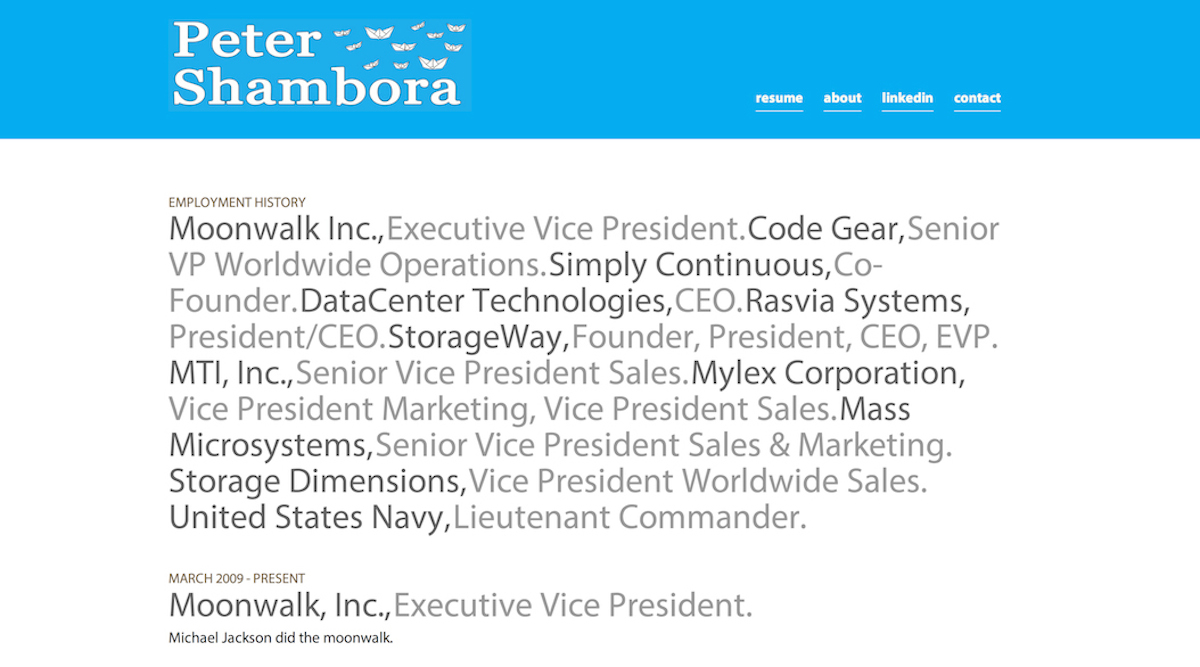 Peter
Shambora
resume about linkedin contact
EMPLOYMENT HISTORY
Moonwalk Inc.,Executive Vice President.Code Gear,Senior
VP Worldwide Operations.Simply Continuous,Co-
Founder.DataCenter Technologies,CEO.Rasvia Systems,
President/CEO.StorageWay,Founder, President, CEO, EVP.
MTI, Inc.,Senior Vice President Sales.Mylex Corporation,
Vice President Marketing, Vice President Sales.Mass
Microsystems,Senior Vice President Sales & Marketing.
Storage Dimensions,Vice President Worldwide Sales.
United States Navy,Lieutenant Commander.
MARCH 2009 - PRESENT
Moonwalk, Inc.,Executive Vice President.
Michael Jackson did the moonwalk.